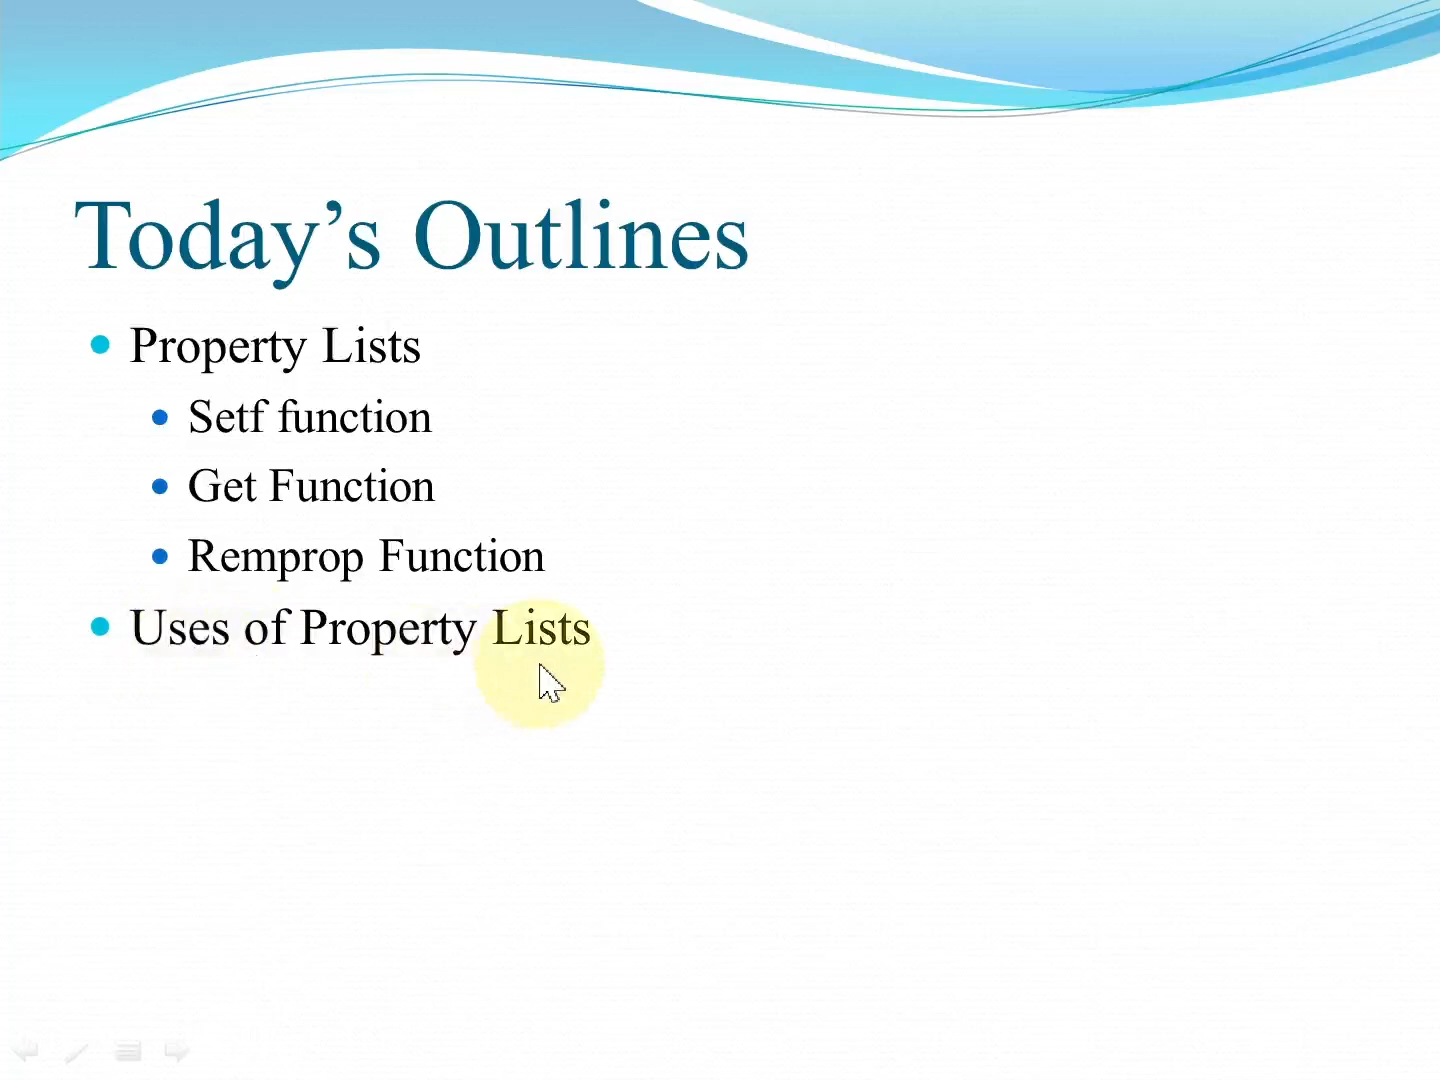 Today’s Outlines
Property Lists
Setf function
Get Function
Remprop Function
Uses of Property Lists